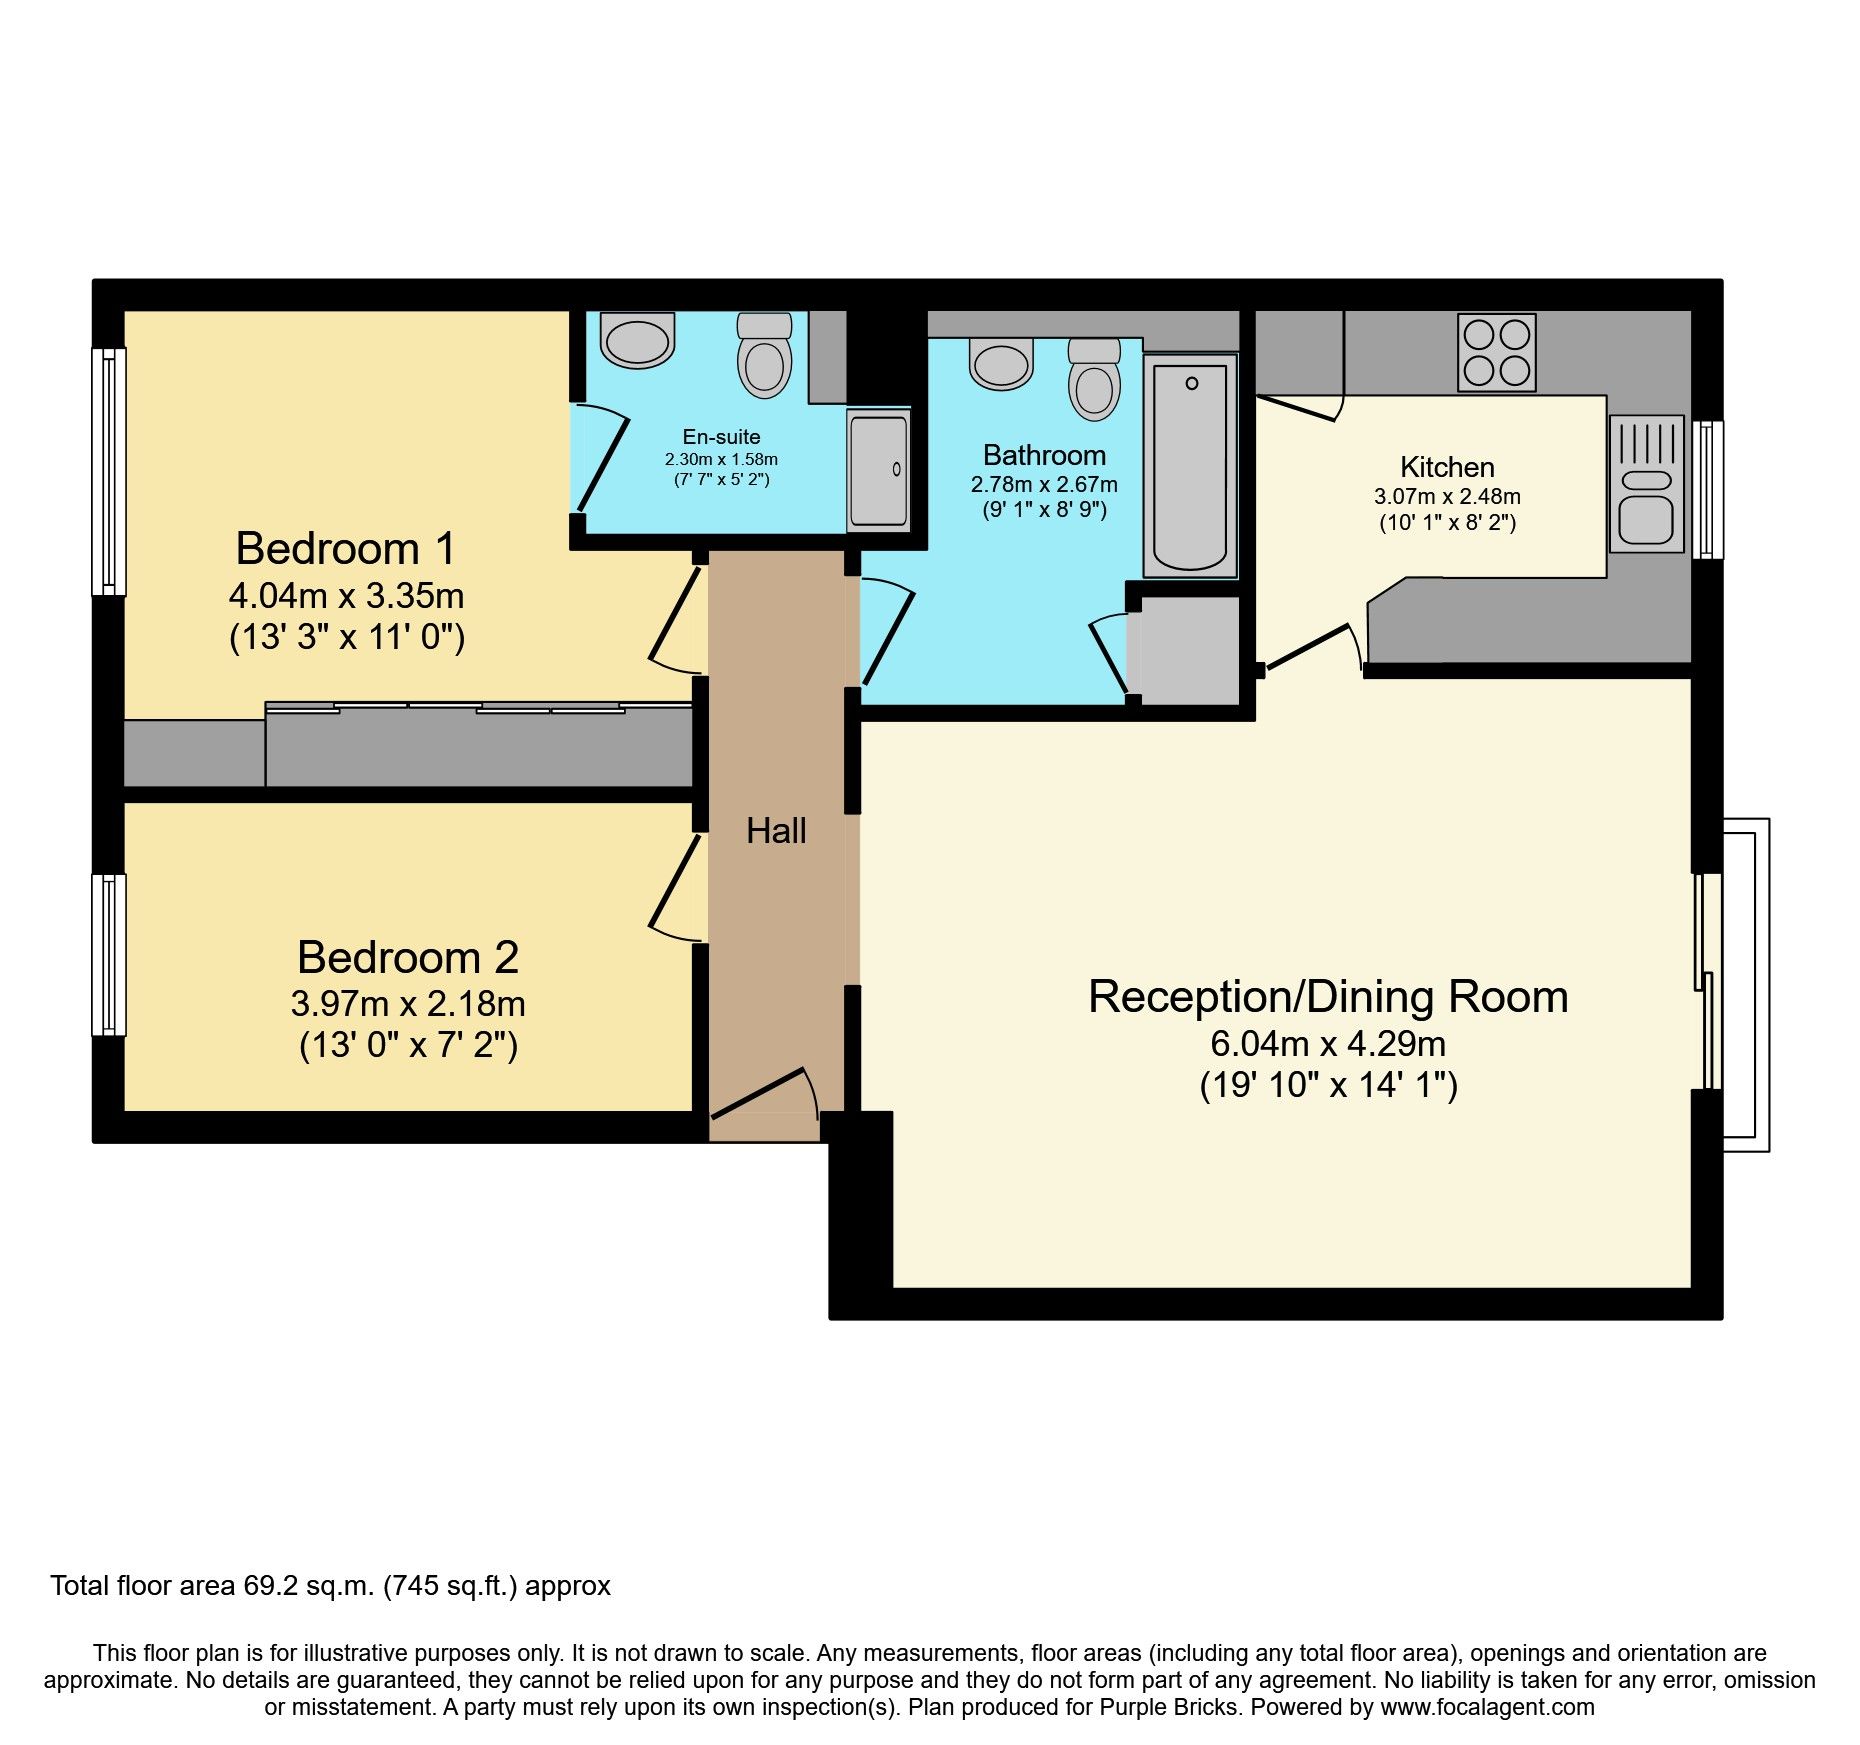 En-suite
2.30m x 1.58m
(7' 7" x 5' 2")
Bathroom
2.78m x 2.67m
(9' 1" x 8' 9")
Kitchen
3.07m x 2.48m
(10' 1" x 8' 2")
Bedroom 1
4.04m x 3.35m
(13' 3" x 11' 0")
Hall
Bedroom 2
3.97m x 2.18m
(13' 0" x 7' 2")
Reception/Dining Room
6.04m x 4.29m
(19' 10" x 14' 1")
Total floor area 69.2 sq.m. (745 sq.ft.) approx
This floor plan is for illustrative purposes only. It is not drawn to scale. Any measurements, floor areas (including any total floor area), openings and orientation are
approximate. No details are guaranteed, they cannot be relied upon for any purpose and they do not form part of any agreement. No liability is taken for any error, omission
or misstatement. A party must rely upon its own inspection(s). Plan produced for Purple Bricks. Powered by www.focalagent.com